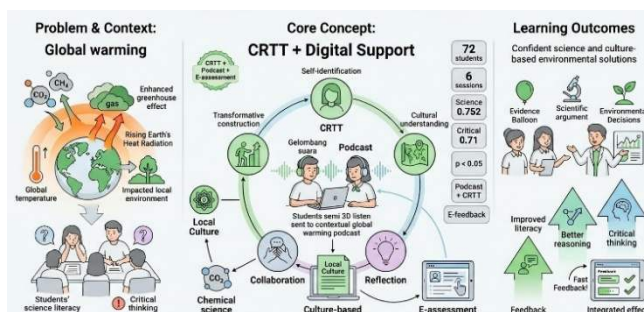 Problem & Context:
Global warming
CO₂
CH₄
gas
Enhanced
greenhouse
effect
Rising Earth's
Heat Radiation
Global
temperature
Impacted local
environment
Students'
science literacy
Critical
thinking
Core Concept:
CRTT + Digital Support
CRTT +
Podcast +
E-assessment
Self-identification
CRTT
Transformative
construction
Cultural
understanding
Gelombang
suara
Podcast
Students semi 3D listen
sent to contextual global
warming podcast
Local
Culture
CO₂
Chemical
science
Collaboration
Local
Culture
Culture-based
Reflection
E-assessment
72
students
6
sessions
Science
0.752
Critical
0.71
p < 0.05
Podcast
+ CRTT
E-feedback
Learning Outcomes
Confident science and culture-
based environmental solutions
Evidence
Balloon
Scientific
argument
Environmental
Decisions
Improved
literacy
Better
reasoning
Critical
thinking
Fast
Feedback!
Feedback
Feedback
Integrated effect